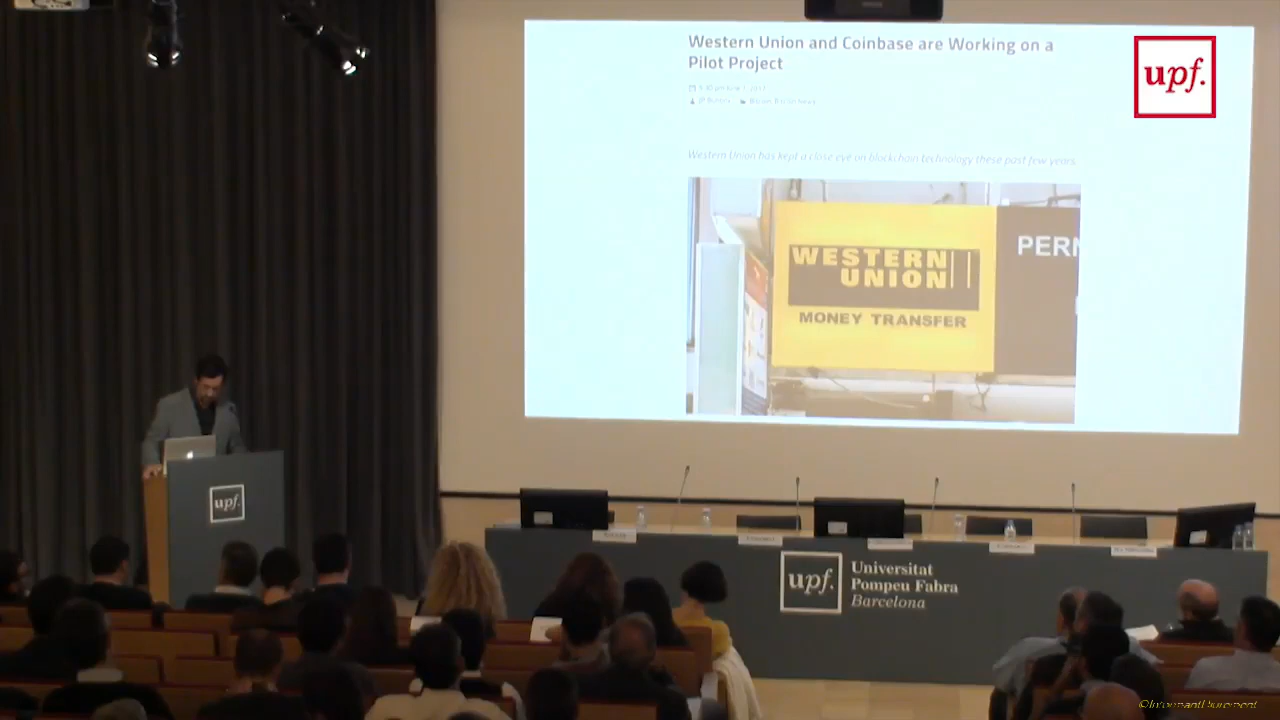 Western Union and Coinbase are Working on a
Pilot Project
Western Union has kept a close eye on blockchain technology these past few years.
WESTERN
UNION
MONEY TRANSFER
PERM
upf.
upf.
upf.
Universitat
Pompeu Fabra
Barcelona